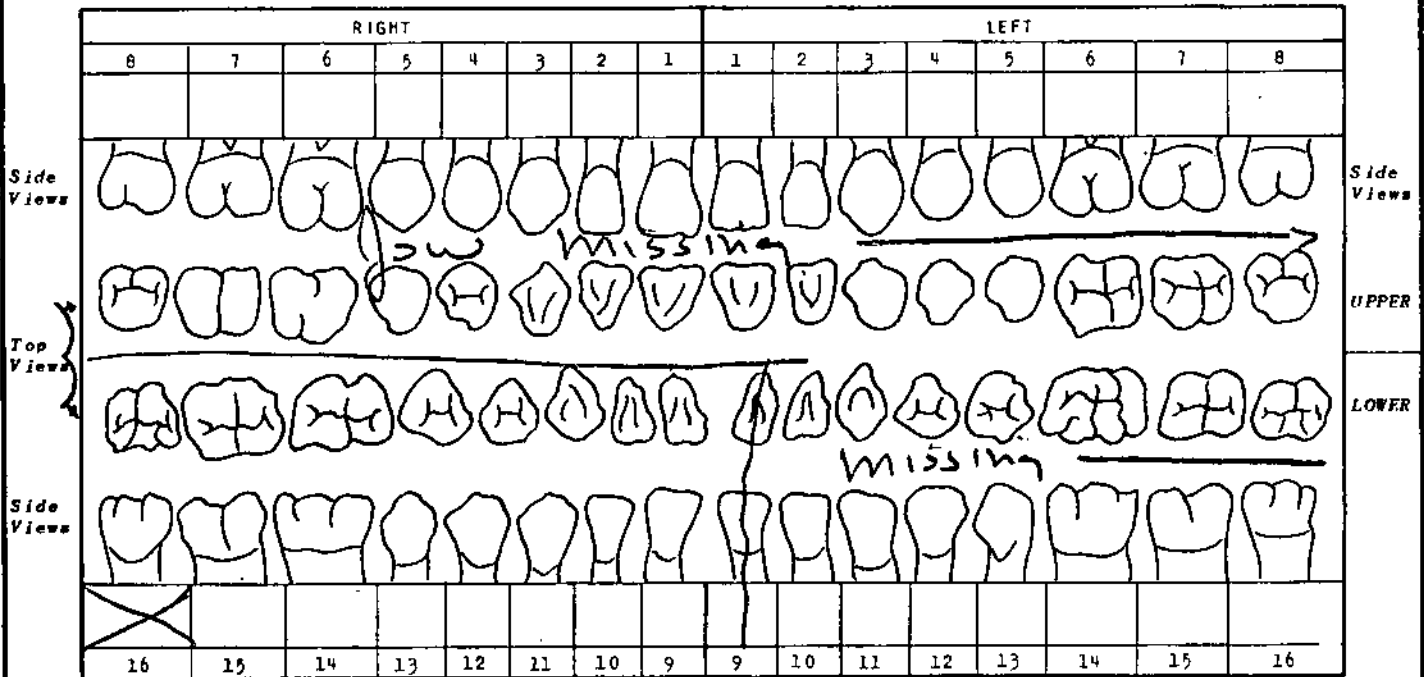 RIGHT LEFT
8 7 6 5 4 3 2 1 1 2 3 4 5 6 7 8
Side Views Side Views
missing
UPPER
Top Views
LOWER
missing
Side Views
16 15 14 13 12 11 10 9 9 10 11 12 13 14 15 16